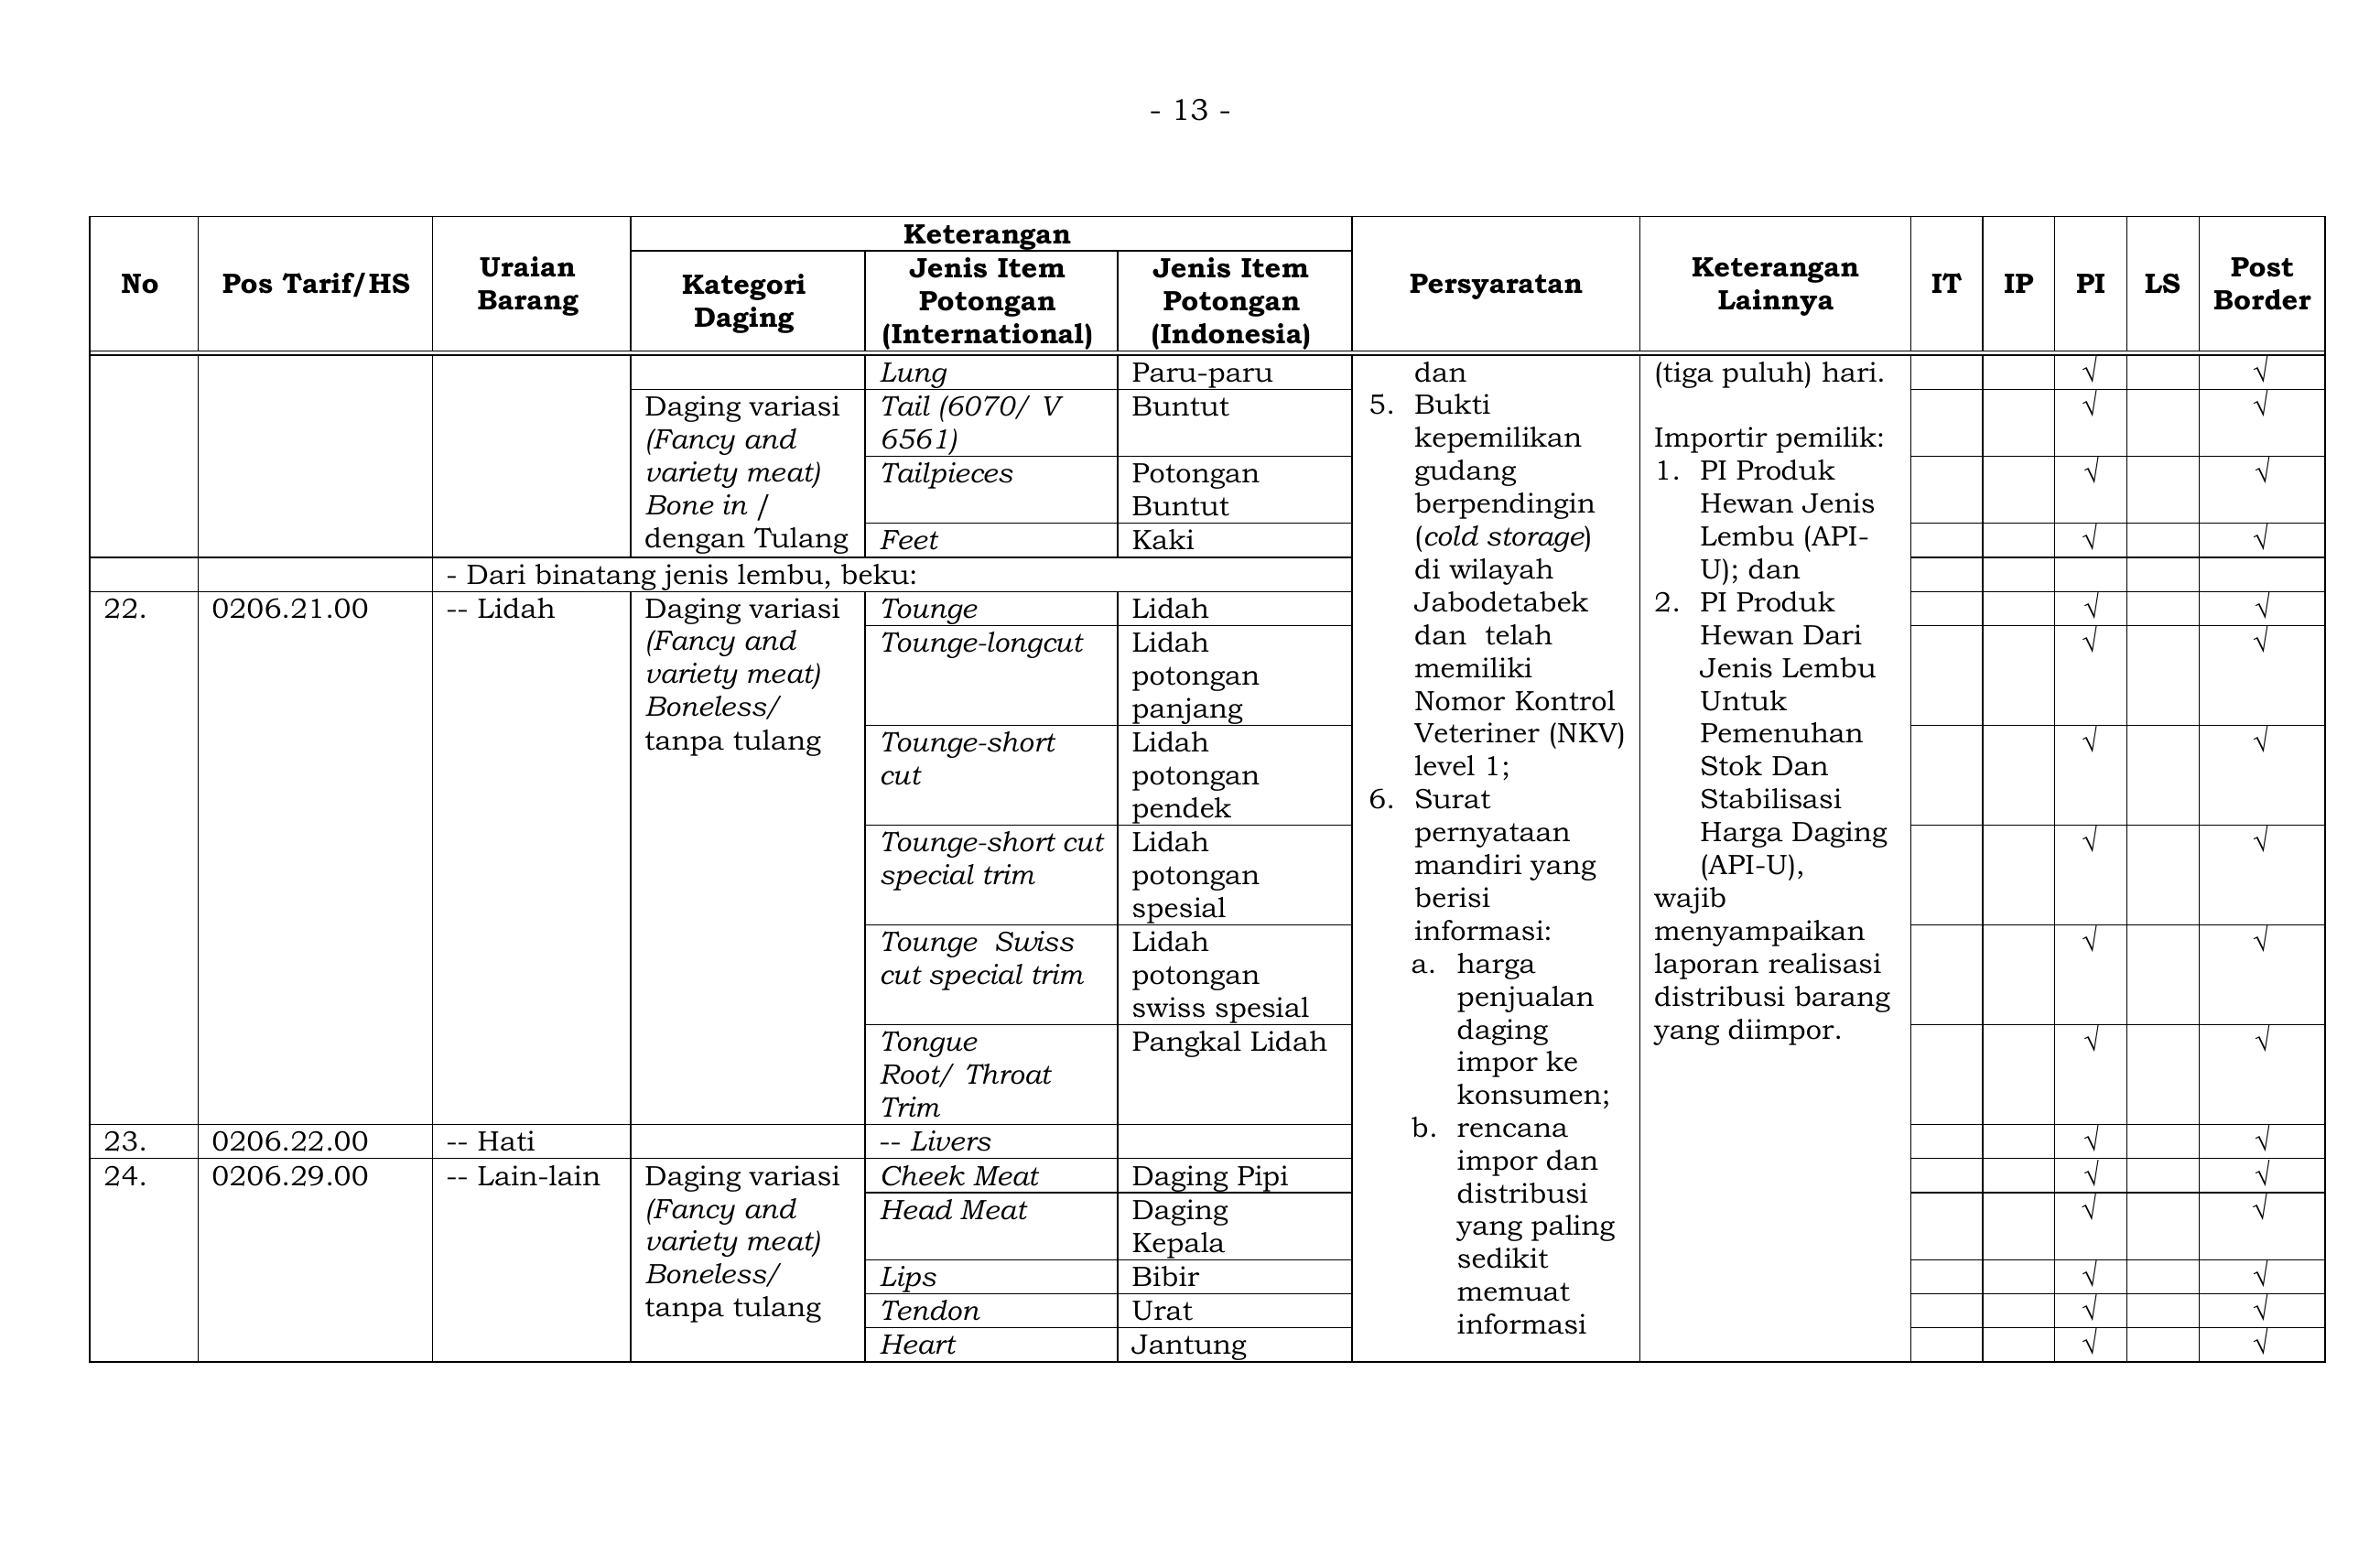 - 13 -
No
Pos Tarif/HS
Uraian
Barang
Keterangan
Kategori
Daging
Jenis Item
Potongan
(International)
Jenis Item
Potongan
(Indonesia)
Persyaratan
Keterangan
Lainnya
IT
IP
PI
LS
Post
Border
Lung
Paru-paru
√
√
Daging variasi
(Fancy and
variety meat)
Bone in /
dengan Tulang
Tail (6070/ V
6561)
Buntut
√
√
Tailpieces
Potongan
Buntut
√
√
Feet
Kaki
√
√
- Dari binatang jenis lembu, beku:
22.
0206.21.00
-- Lidah
Daging variasi
(Fancy and
variety meat)
Boneless/
tanpa tulang
Tounge
Lidah
√
√
Tounge-longcut
Lidah
potongan
panjang
√
√
Tounge-short
cut
Lidah
potongan
pendek
√
√
Tounge-short cut
special trim
Lidah
potongan
spesial
√
√
Tounge Swiss
cut special trim
Lidah
potongan
swiss spesial
√
√
Tongue
Root/ Throat
Trim
Pangkal Lidah
√
√
23.
0206.22.00
-- Hati
-- Livers
√
√
24.
0206.29.00
-- Lain-lain
Daging variasi
(Fancy and
variety meat)
Boneless/
tanpa tulang
Cheek Meat
Daging Pipi
√
√
Head Meat
Daging
Kepala
√
√
Lips
Bibir
√
√
Tendon
Urat
√
√
Heart
Jantung
√
√
dan
5. Bukti
kepemilikan
gudang
berpendingin
(cold storage)
di wilayah
Jabodetabek
dan telah
memiliki
Nomor Kontrol
Veteriner (NKV)
level 1;
6. Surat
pernyataan
mandiri yang
berisi
informasi:
a. harga
penjualan
daging
impor ke
konsumen;
b. rencana
impor dan
distribusi
yang paling
sedikit
memuat
informasi
(tiga puluh) hari.
Importir pemilik:
1. PI Produk
Hewan Jenis
Lembu (API-
U); dan
2. PI Produk
Hewan Dari
Jenis Lembu
Untuk
Pemenuhan
Stok Dan
Stabilisasi
Harga Daging
(API-U),
wajib
menyampaikan
laporan realisasi
distribusi barang
yang diimpor.